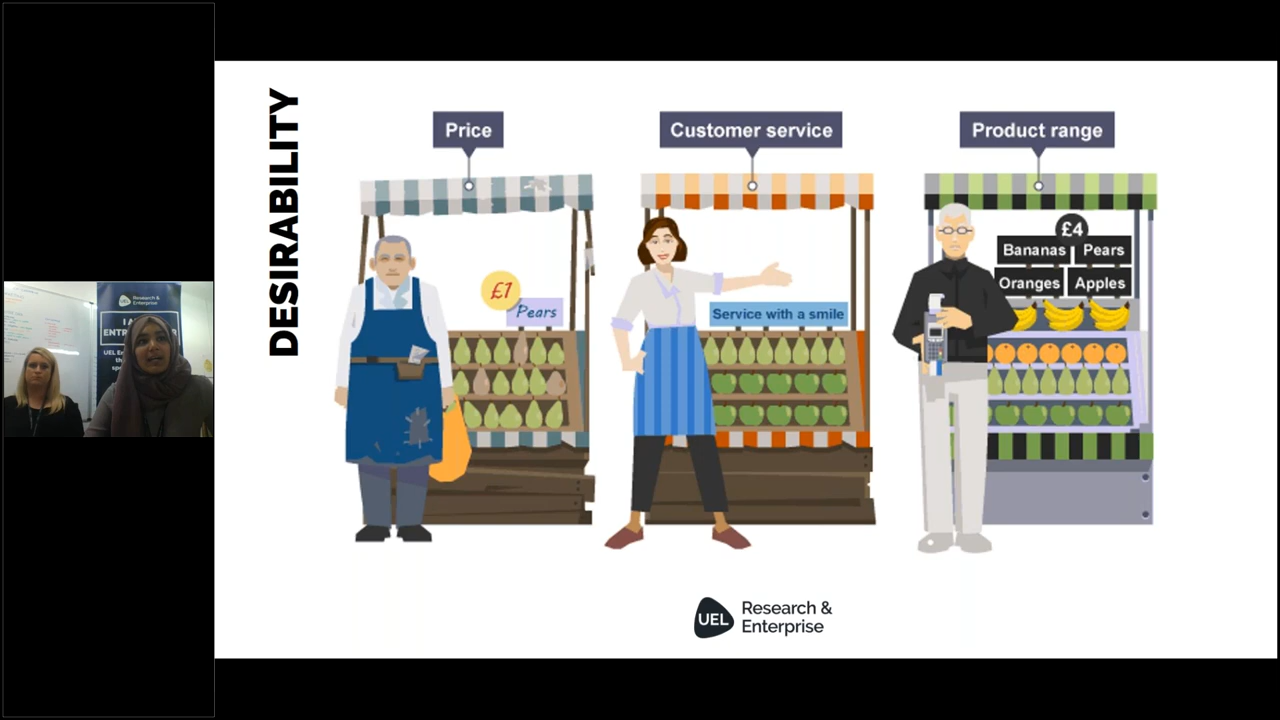 DESIRABILITY
Price
Customer service
Product range
£1
Pears
Service with a smile
£4
Bananas
Pears
Oranges
Apples
UEL
Research &
Enterprise
Research &
Enterprise